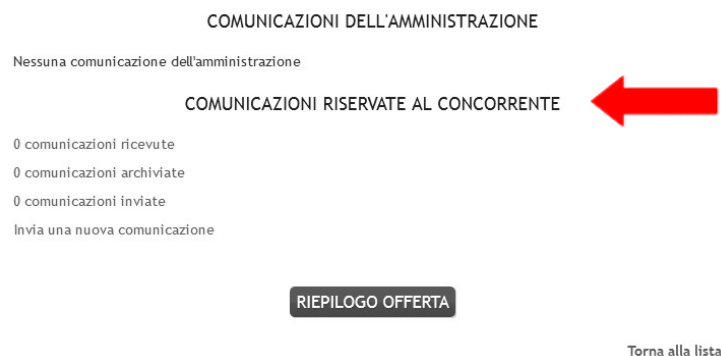 COMUNICAZIONI DELL'AMMINISTRAZIONE
Nessuna comunicazione dell'amministrazione
COMUNICAZIONI RISERVATE AL CONCORRENTE
0 comunicazioni ricevute
0 comunicazioni archiviate
0 comunicazioni inviate
Invia una nuova comunicazione
RIEPILOGO OFFERTA
Torna alla lista